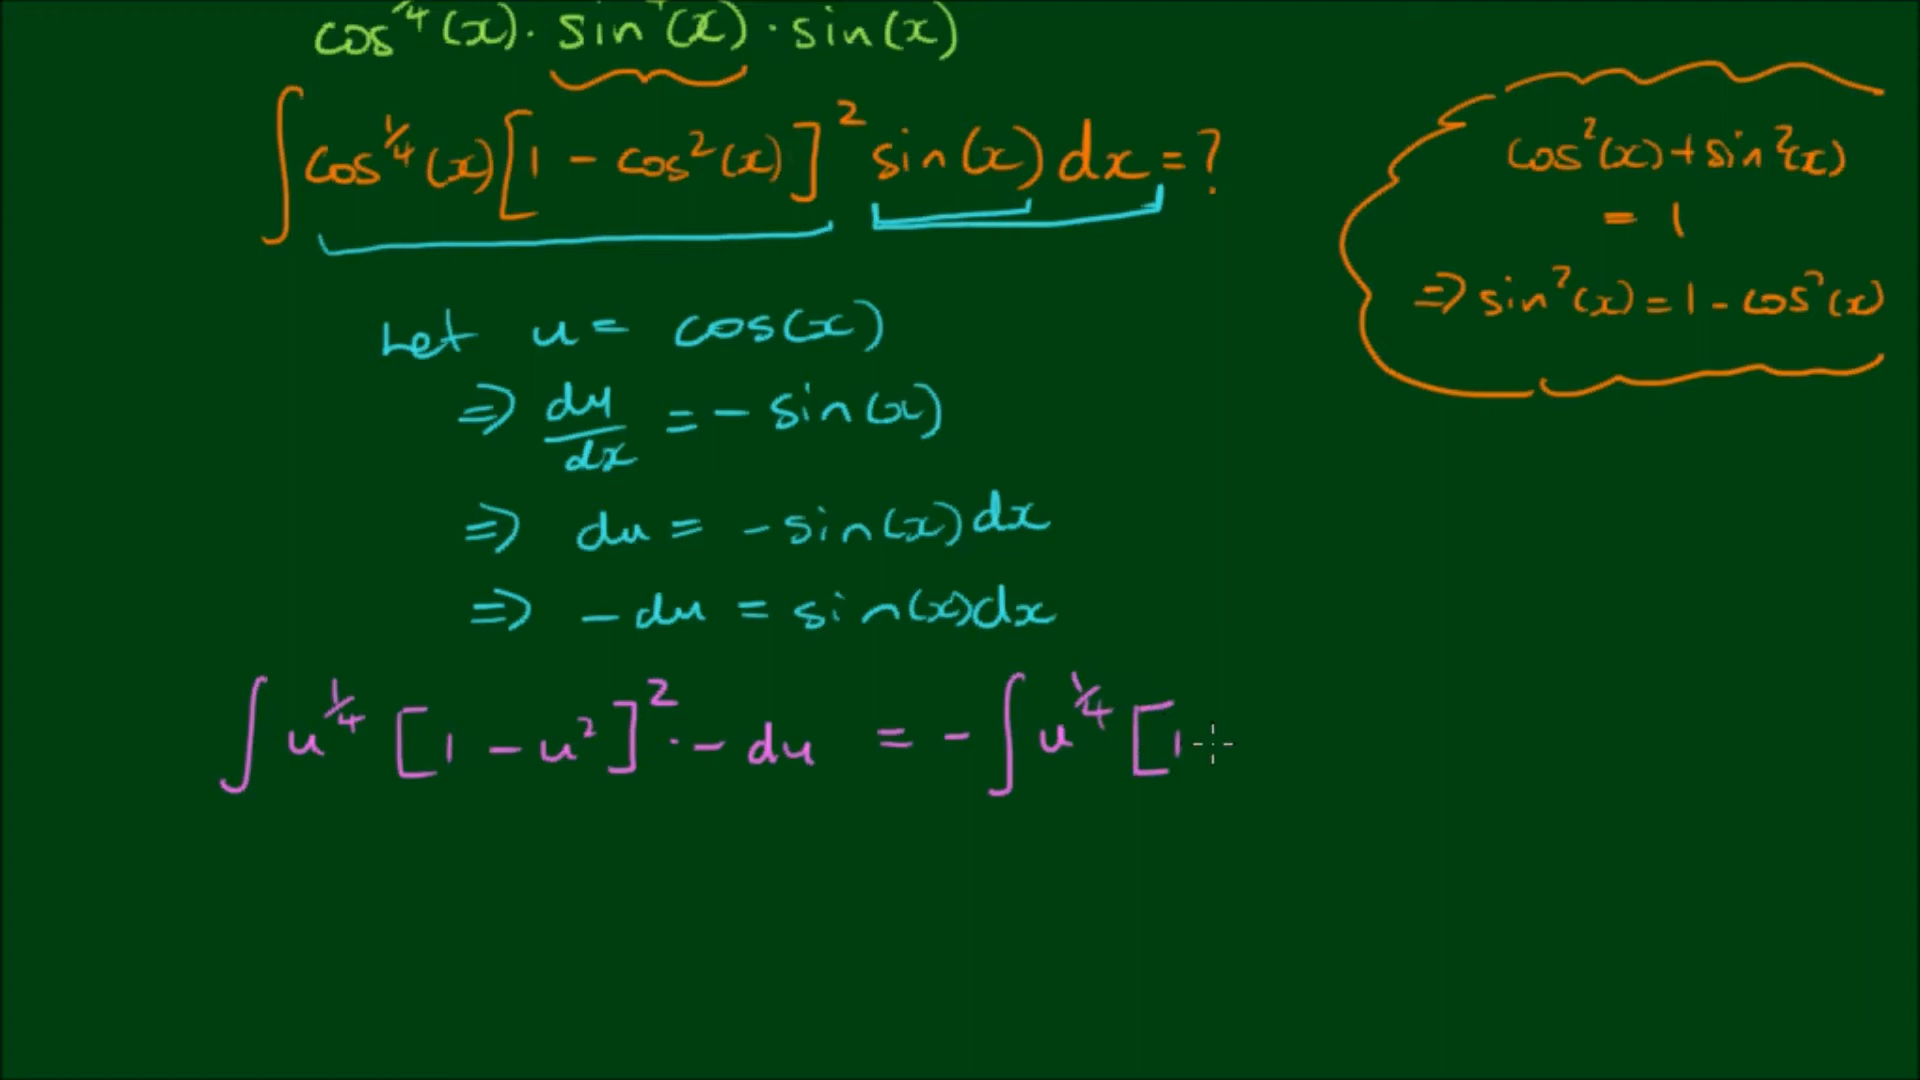 cos^¼(x) · sin⁴(x) · sin(x)
∫ cos^¼(x) [1 - cos²(x)]² sin(x) dx = ?
cos²(x) + sin²(x)
= 1
⇒ sin²(x) = 1 - cos²(x)
Let u = cos(x)
⇒ du/dx = - sin(x)
⇒ du = - sin(x) dx
⇒ - du = sin(x) dx
∫ u^¼ [1 - u²]² · - du = - ∫ u^¼ [1 -